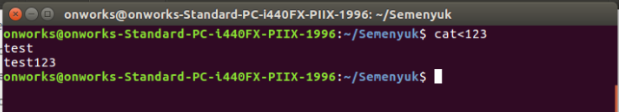 onworks@onworks-Standard-PC-i440FX-PIIX-1996: ~/Semenyuk
onworks@onworks-Standard-PC-i440FX-PIIX-1996:~/Semenyuk$ cat<123
test
test123
onworks@onworks-Standard-PC-i440FX-PIIX-1996:~/Semenyuk$